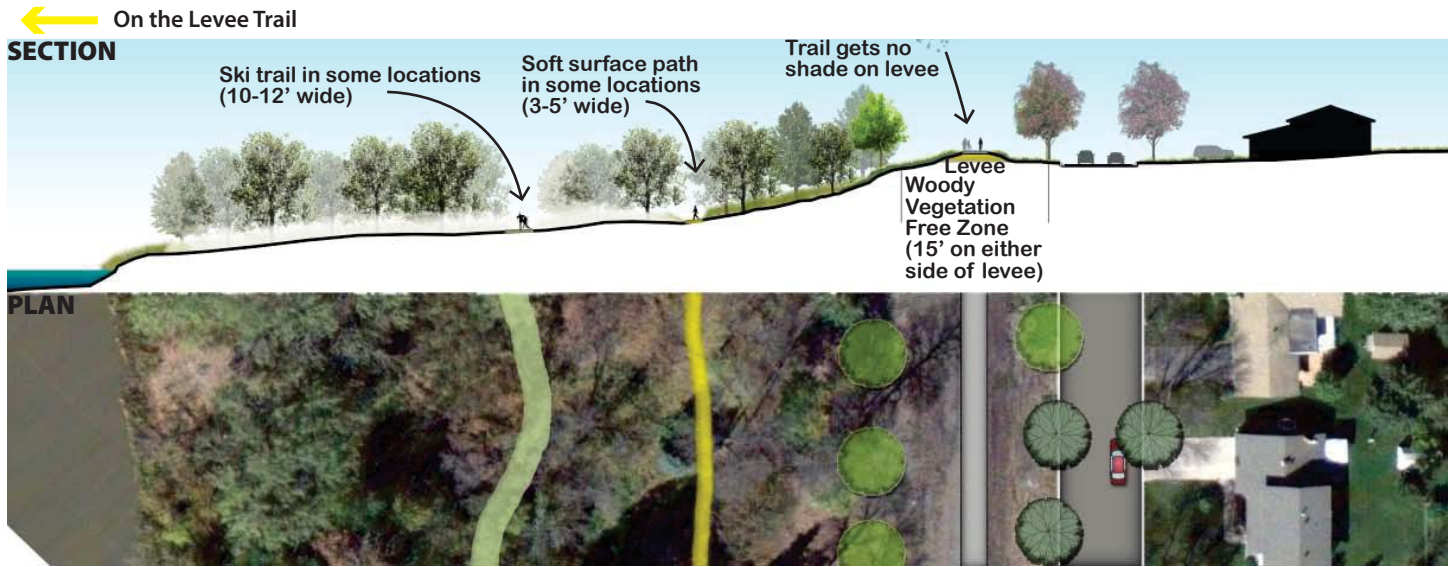 On the Levee Trail
SECTION
Ski trail in some locations
(10-12’ wide)
Soft surface path
in some locations
(3-5’ wide)
Trail gets no
shade on levee
Levee
Woody
Vegetation
Free Zone
(15’ on either
side of levee)
PLAN